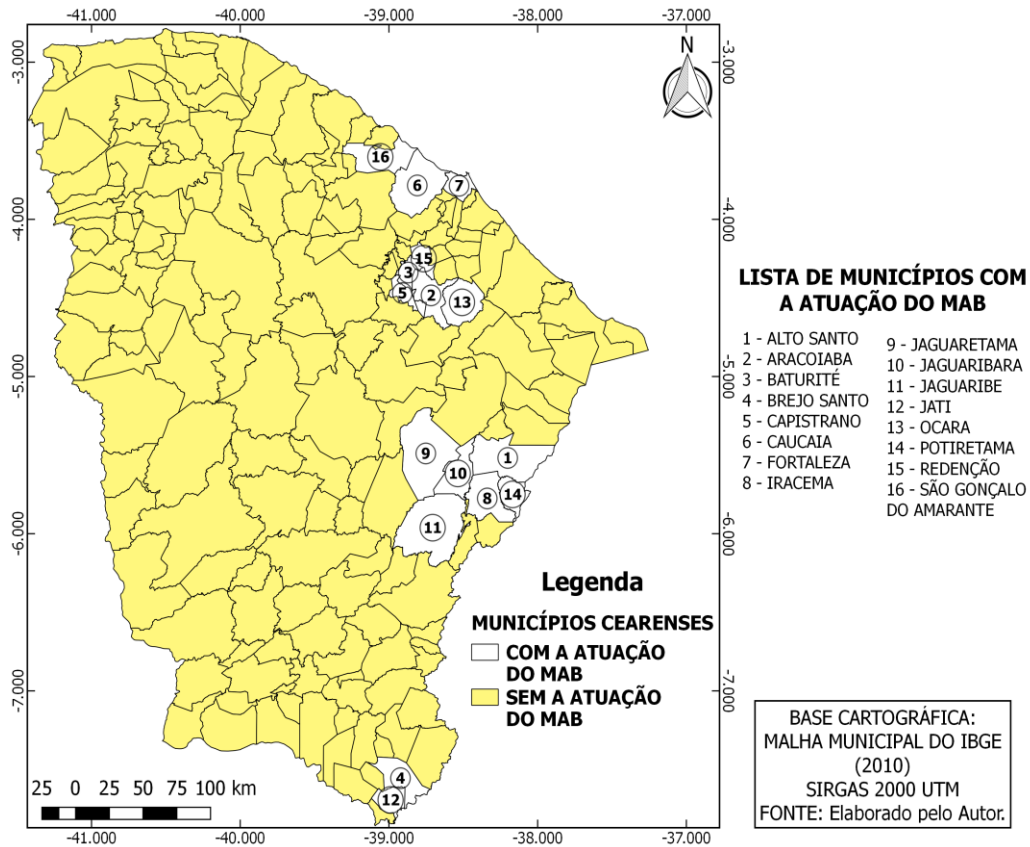 -41.000 -40.000 -39.000 -38.000 -37.000
N
-3.000 -3.000
16
6
7
-4.000 -4.000
15
3
5
2
13
LISTA DE MUNICÍPIOS COM
A ATUAÇÃO DO MAB
1 - ALTO SANTO
2 - ARACOIABA
3 - BATURITÉ
4 - BREJO SANTO
5 - CAPISTRANO
6 - CAUCAIA
7 - FORTALEZA
8 - IRACEMA
9 - JAGUARETAMA
10 - JAGUARIBARA
11 - JAGUARIBE
12 - JATI
13 - OCARA
14 - POTIRETAMA
15 - REDENÇÃO
16 - SÃO GONÇALO
DO AMARANTE
-5.000 -5.000
9
1
10
8
14
11
-6.000 -6.000
Legenda
MUNICÍPIOS CEARENSES
COM A ATUAÇÃO
DO MAB
SEM A ATUAÇÃO
DO MAB
-7.000 -7.000
4
12
25 0 25 50 75 100 km
BASE CARTOGRÁFICA:
MALHA MUNICIPAL DO IBGE
(2010)
SIRGAS 2000 UTM
FONTE: Elaborado pelo Autor.
-41.000 -40.000 -39.000 -38.000 -37.000